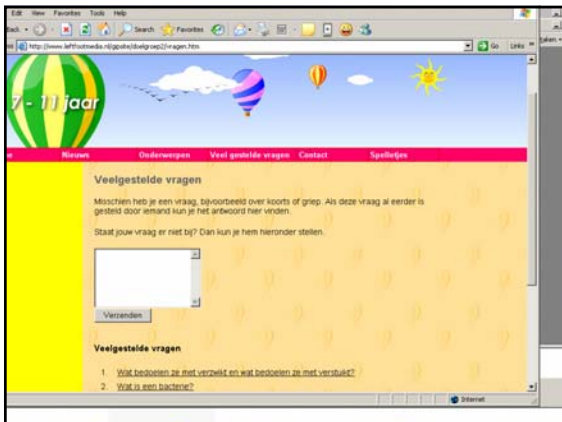 Edit View Favorites Tools Help
Back Search Favorites
http://www.leftfootmedia.nl/gpsite/doelgroep2/vragen.htm Go Links
7 - 11 jaar
Nieuws Onderwerpen Veel gestelde vragen Contact Spelletjes
Veelgestelde vragen
Misschien heb je een vraag, bijvoorbeeld over koorts of griep. Als deze vraag al eerder is
gesteld door iemand kun je het antwoord hier vinden.
Staat jouw vraag er niet bij? Dan kun je hem hieronder stellen.
Verzenden
Veelgestelde vragen
1. Wat bedoelen ze met verzwikt en wat bedoelen ze met verstuikt?
2. Wat is een bacterie?
Internet